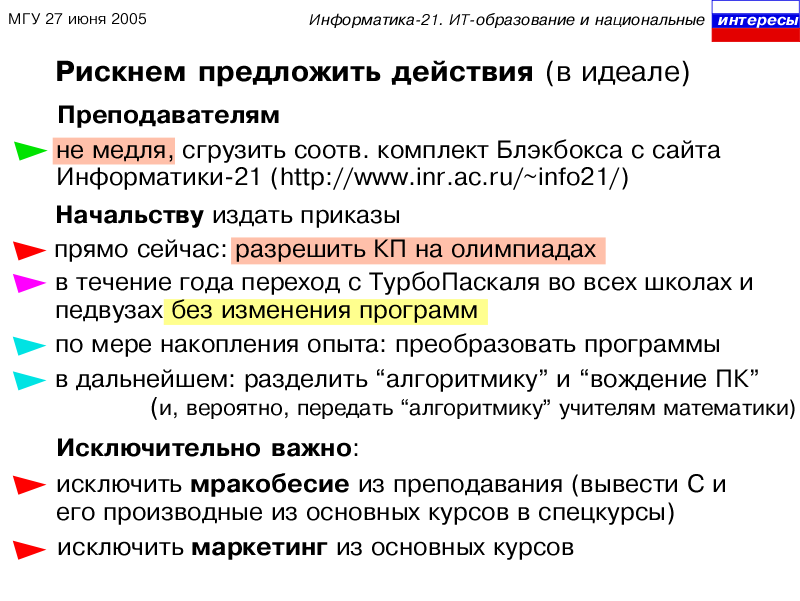 МГУ 27 июня 2005
Информатика-21. ИТ-образование и национальные интересы
Рискнем предложить действия (в идеале)
Преподавателям
не медля, сгрузить соотв. комплект Блэкбокса с сайта
Информатики-21 (http://www.inr.ac.ru/~info21/)
Начальству издать приказы
прямо сейчас: разрешить КП на олимпиадах
в течение года переход с ТурбоПаскаля во всех школах и
педвузах без изменения программ
по мере накопления опыта: преобразовать программы
в дальнейшем: разделить “алгоритмику” и “вождение ПК”
(и, вероятно, передать “алгоритмику” учителям математики)
Исключительно важно:
исключить мракобесие из преподавания (вывести С и
его производные из основных курсов в спецкурсы)
исключить маркетинг из основных курсов